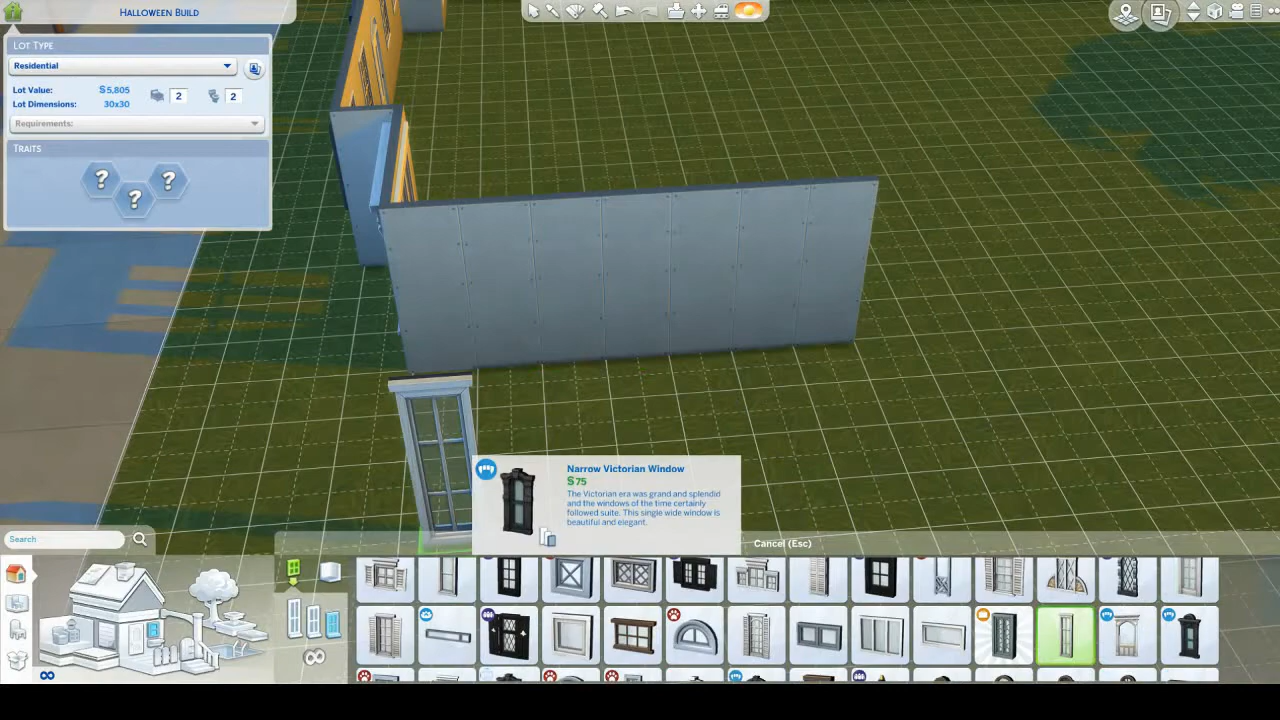 Halloween Build
Lot Type
Residential
Lot Value: §5,805
Lot Dimensions: 30x30
2
2
Requirements:
Traits
? ? ?
Narrow Victorian Window
§75
The Victorian era was grand and splendid
and the windows of the time certainly
followed suite. This single wide window is
beautiful and elegant.
Cancel (Esc)
Search